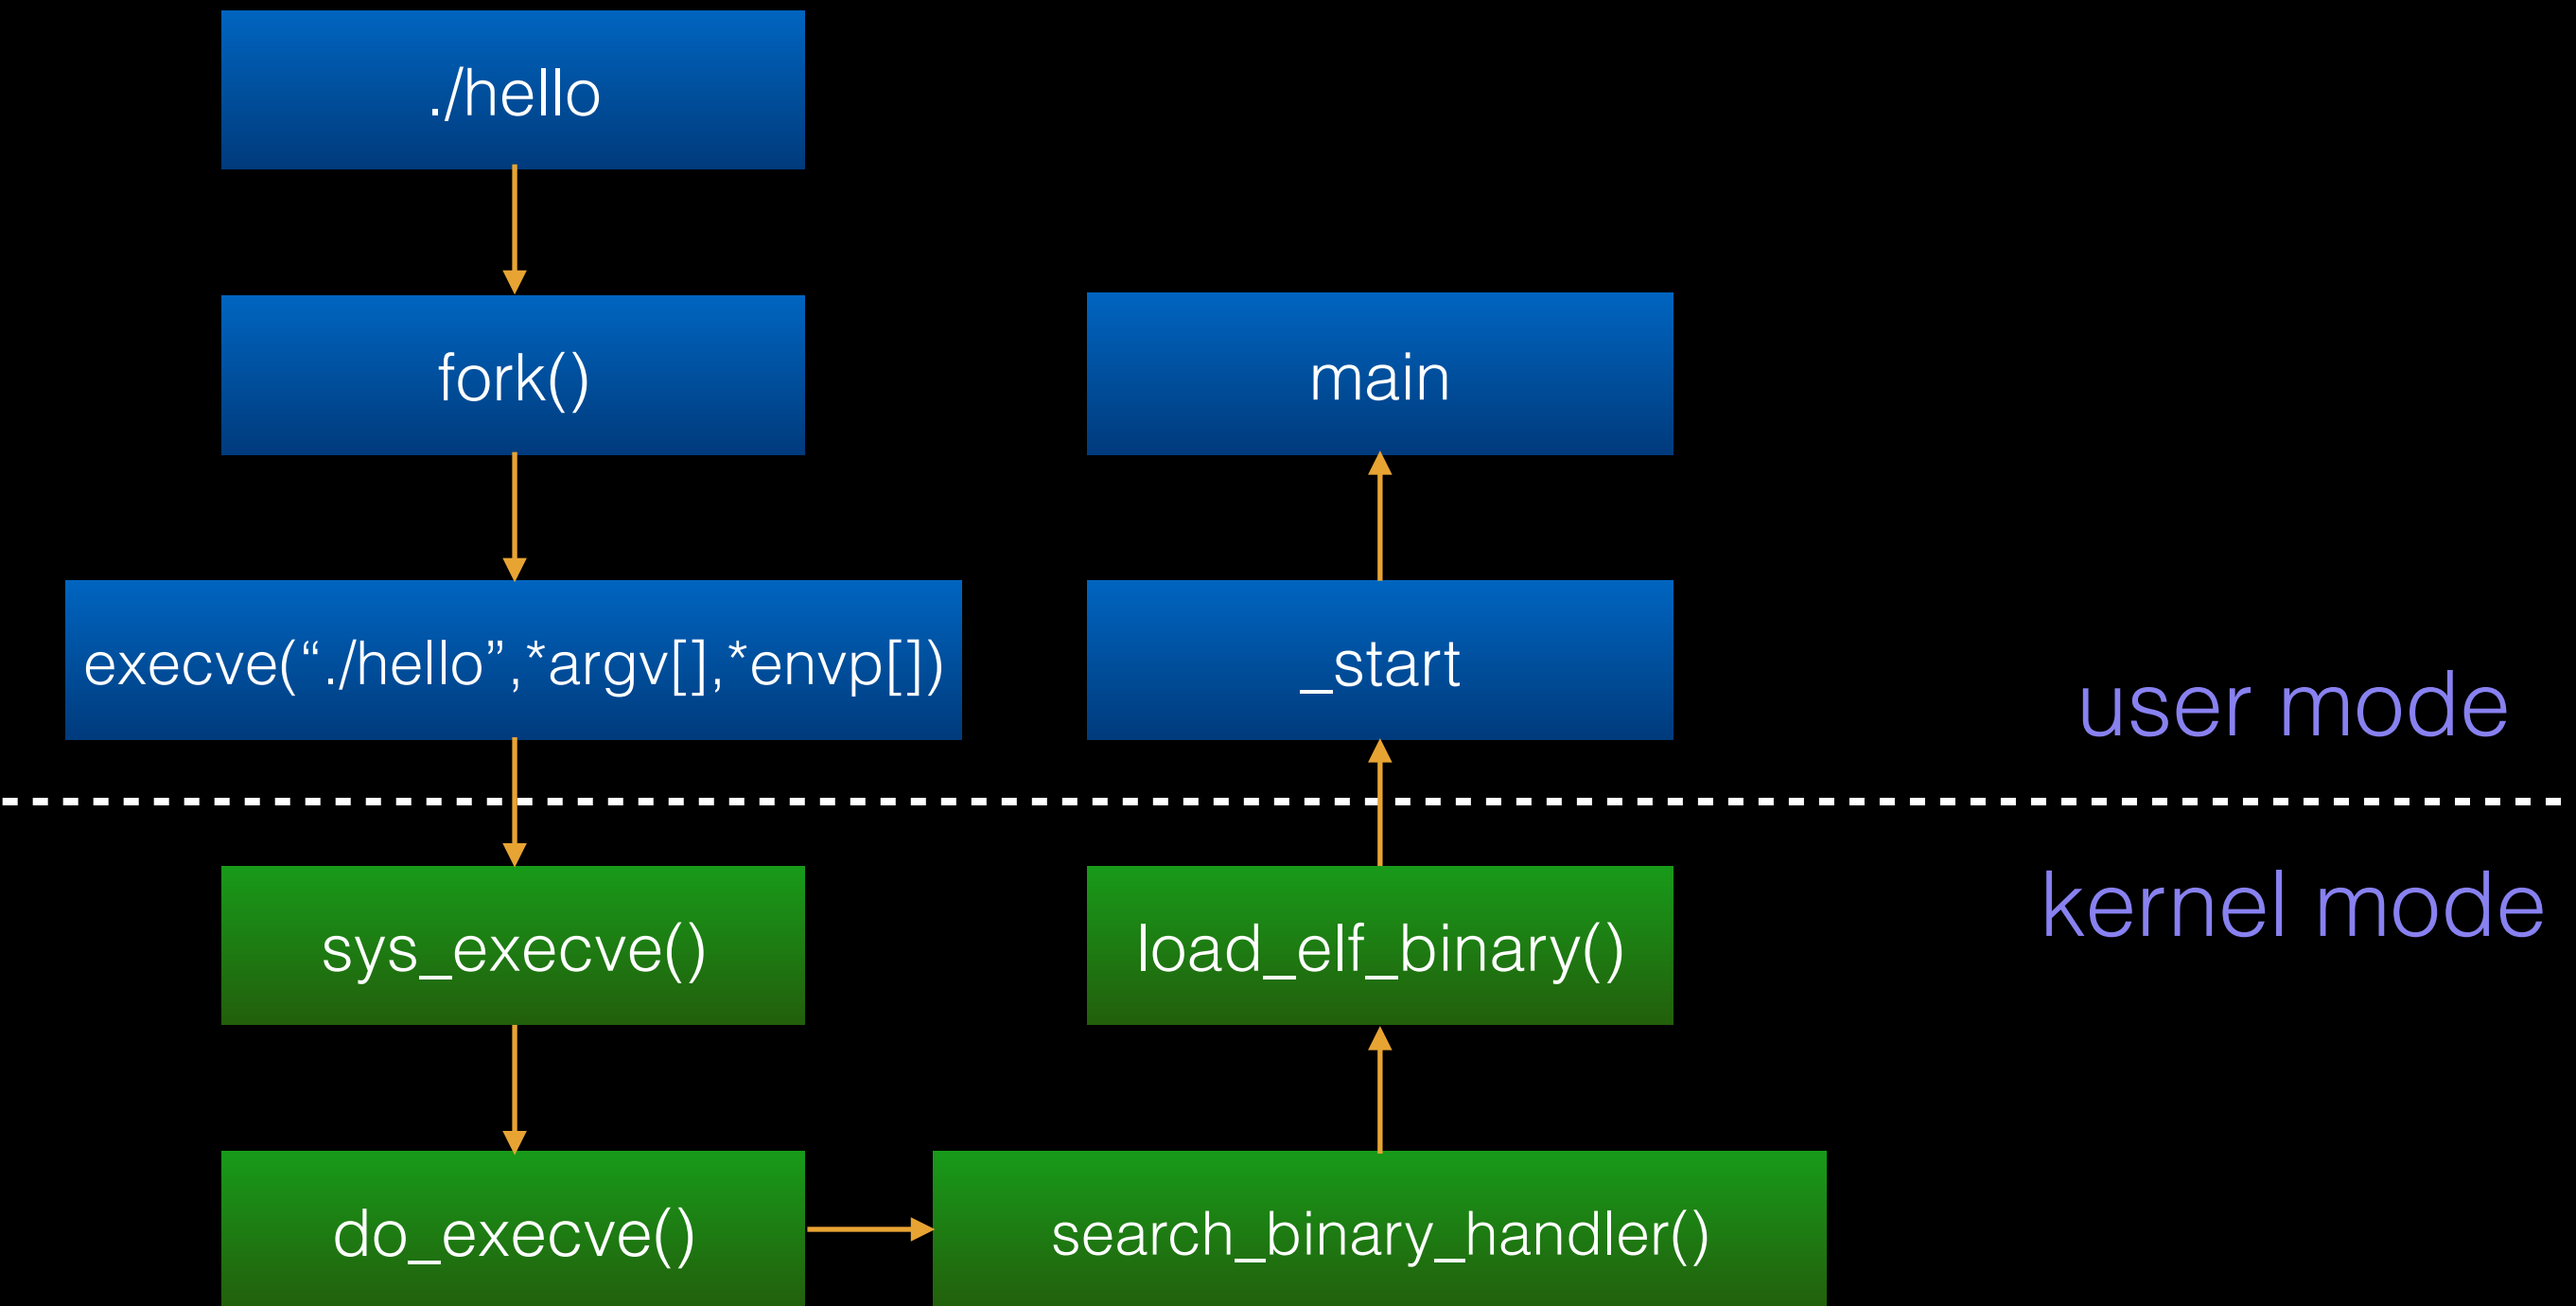 ./hello
fork()
main
execve(“./hello”,*argv[],*envp[])
_start
user mode
kernel mode
sys_execve()
load_elf_binary()
do_execve()
search_binary_handler()